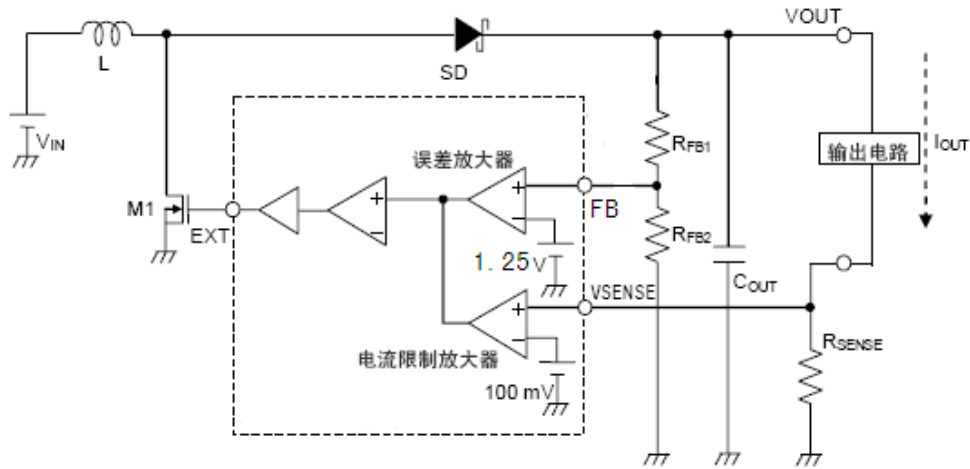 VOUT
L
SD
VIN
误差放大器
RFB1
输出电路
IOUT
M1
EXT
FB
RFB2
1.25V
COUT
VSENSE
RSENSE
电流限制放大器
100 mV